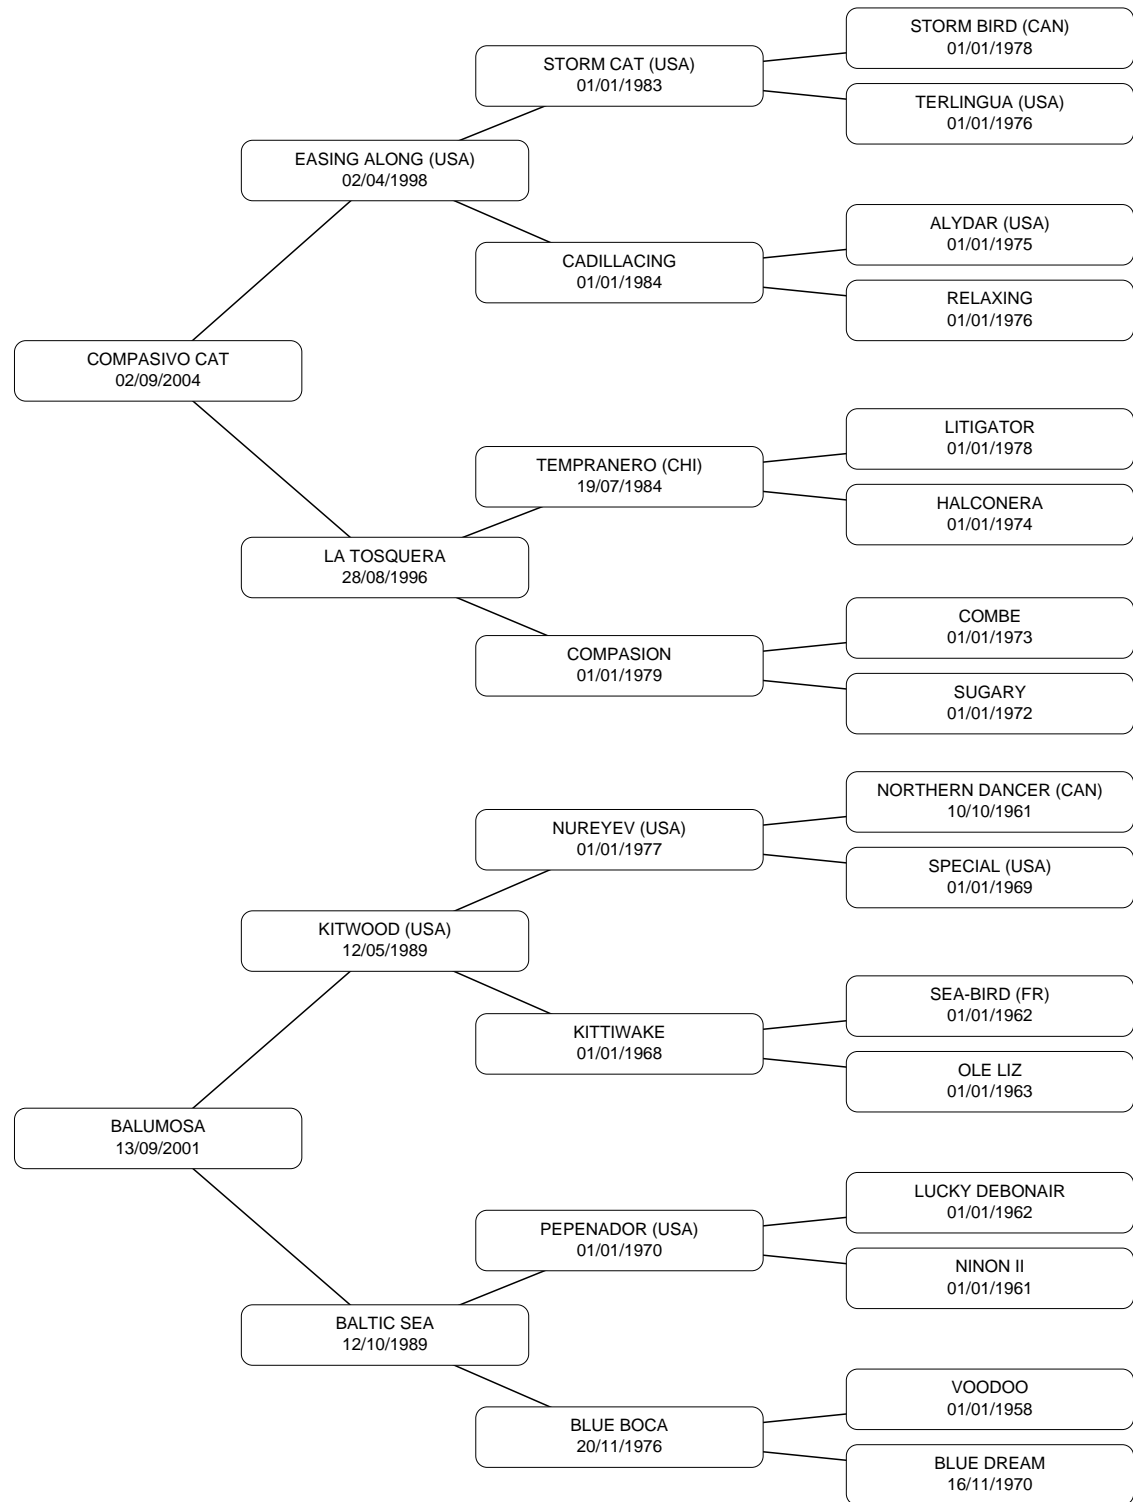 STORM BIRD (CAN)
01/01/1978
STORM CAT (USA)
01/01/1983
TERLINGUA (USA)
01/01/1976
EASING ALONG (USA)
02/04/1998
ALYDAR (USA)
01/01/1975
CADILLACING
01/01/1984
RELAXING
01/01/1976
COMPASIVO CAT
02/09/2004
LITIGATOR
01/01/1978
TEMPRANERO (CHI)
19/07/1984
HALCONERA
01/01/1974
LA TOSQUERA
28/08/1996
COMBE
01/01/1973
COMPASION
01/01/1979
SUGARY
01/01/1972
NORTHERN DANCER (CAN)
10/10/1961
NUREYEV (USA)
01/01/1977
SPECIAL (USA)
01/01/1969
KITWOOD (USA)
12/05/1989
SEA-BIRD (FR)
01/01/1962
KITTIWAKE
01/01/1968
OLE LIZ
01/01/1963
BALUMOSA
13/09/2001
LUCKY DEBONAIR
01/01/1962
PEPENADOR (USA)
01/01/1970
NINON II
01/01/1961
BALTIC SEA
12/10/1989
VOODOO
01/01/1958
BLUE BOCA
20/11/1976
BLUE DREAM
16/11/1970